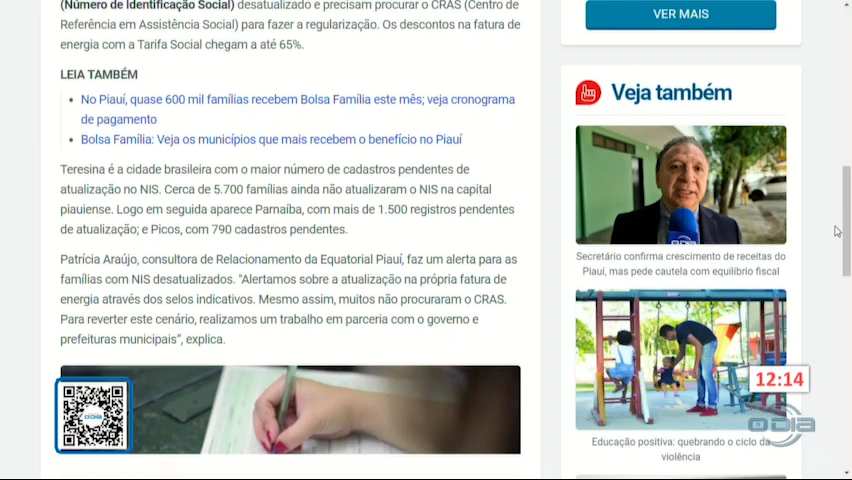 (Número de Identificação Social) desatualizado e precisam procurar o CRAS (Centro de
Referência em Assistência Social) para fazer a regularização. Os descontos na fatura de
energia com a Tarifa Social chegam a até 65%.
LEIA TAMBÉM
• No Piauí, quase 600 mil famílias recebem Bolsa Família este mês; veja cronograma
de pagamento
• Bolsa Família: Veja os municípios que mais recebem o benefício no Piauí
Teresina é a cidade brasileira com o maior número de cadastros pendentes de
atualização no NIS. Cerca de 5.700 famílias ainda não atualizaram o NIS na capital
piauiense. Logo em seguida aparece Parnaíba, com mais de 1.500 registros pendentes
de atualização; e Picos, com 790 cadastros pendentes.
Patrícia Araújo, consultora de Relacionamento da Equatorial Piauí, faz um alerta para as
famílias com NIS desatualizados. "Alertamos sobre a atualização na própria fatura de
energia através dos selos indicativos. Mesmo assim, muitos não procuraram o CRAS.
Para reverter este cenário, realizamos um trabalho em parceria com o governo e
prefeituras municipais”, explica.
O DIA
VER MAIS
Veja também
O DIA
Secretário confirma crescimento de receitas do
Piauí, mas pede cautela com equilíbrio fiscal
12:14
O DIA
Educação positiva: quebrando o ciclo da
violência